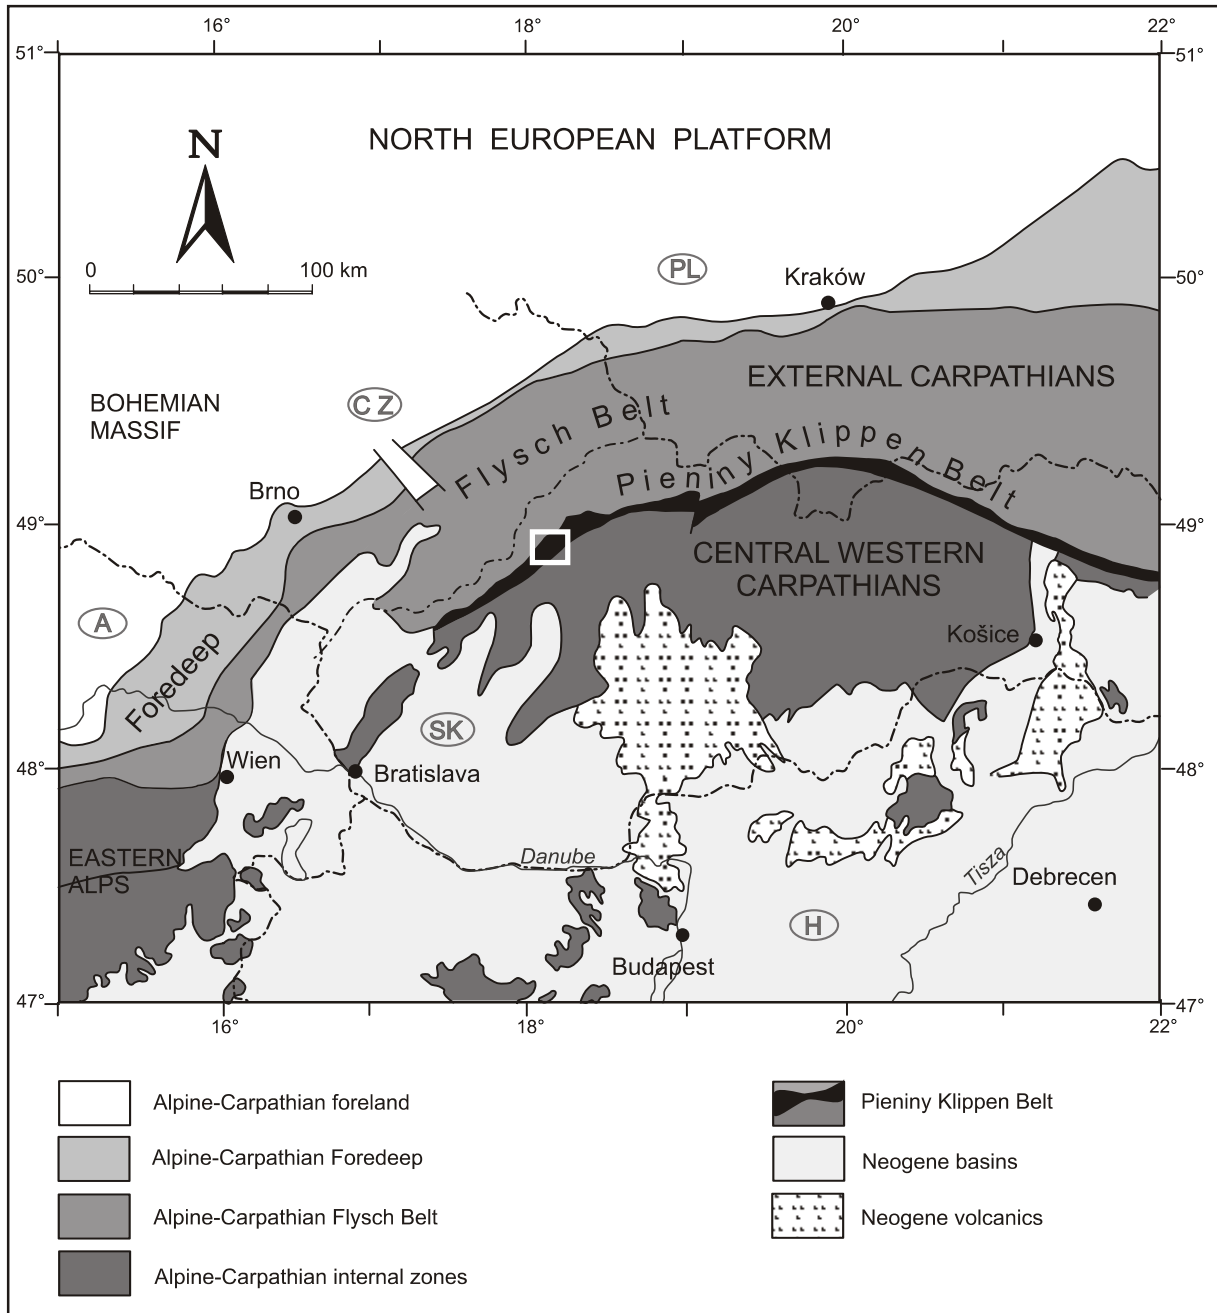 16° 18° 20° 22°
51° 51°
NORTH EUROPEAN PLATFORM
N
0 100 km
50° 50°
PL
Kraków
EXTERNAL CARPATHIANS
BOHEMIAN
MASSIF
CZ
Flysch Belt
Pieniny Klippen Belt
Brno
49° 49°
CENTRAL WESTERN
CARPATHIANS
A
Košice
Foredeep
SK
Wien
48° 48°
Bratislava
EASTERN
ALPS
Danube
Tisza
Debrecen
H
Budapest
47° 47°
16° 18° 20° 22°
Alpine-Carpathian foreland
Alpine-Carpathian Foredeep
Alpine-Carpathian Flysch Belt
Alpine-Carpathian internal zones
Pieniny Klippen Belt
Neogene basins
Neogene volcanics